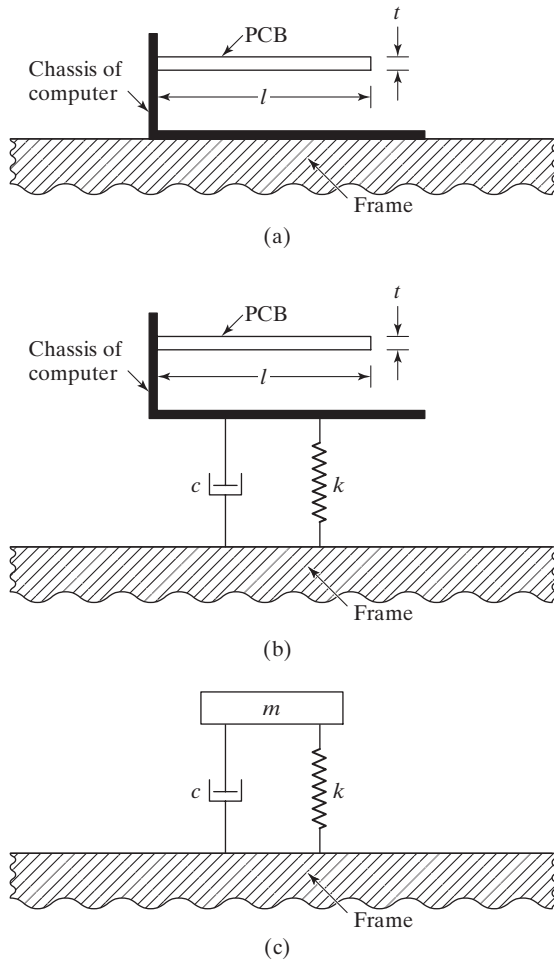 t
PCB
Chassis of
computer
l
Frame
(a)
t
PCB
Chassis of
computer
l
c
k
Frame
(b)
m
c
k
Frame
(c)